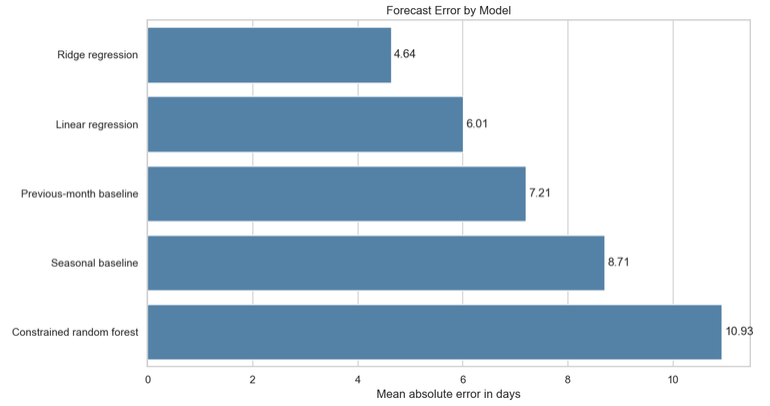 Forecast Error by Model
Ridge regression
4.64
Linear regression
6.01
Previous-month baseline
7.21
Seasonal baseline
8.71
Constrained random forest
10.93
0 2 4 6 8 10
Mean absolute error in days